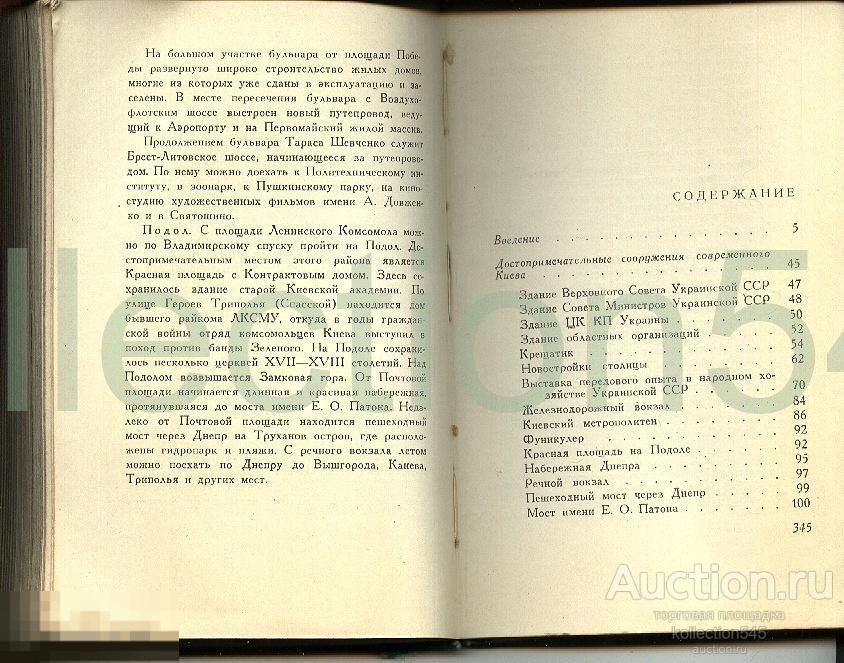 На большом участке бульвара от площади Побе-
ды развернуто широко строительство жилых домов,
многие из которых уже сданы в эксплуатацию и за-
селены. В месте пересечения бульвара с Воздухо-
флотским шоссе выстроен новый путепровод, веду-
щий к Аэропорту и на Первомайский жилой массив.
Продолжением бульвара Тараса Шевченко служит
Брест-Литовское шоссе, начинающееся за путепрово-
дом. По нему можно доехать к Политехническому ин-
ституту, в зоопарк, к Пушкинскому парку, на кино-
студию художественных фильмов имени А. Довжен-
ко и в Святошино.
Подол. С площади Ленинского Комсомола мож-
но по Владимирскому спуску пройти на Подол. До-
стопримечательным местом этого района является
Красная площадь с Контрактовым домом. Здесь со-
хранилось здание старой Киевской академии. По
улице Героев Триполья (Спасской) находится дом
бывшего райкома ЛКСМУ, откуда в годы граждан-
ской войны отряд комсомольцев Киева выступил в
поход против банды Зеленого. На Подоле сохрани-
лось несколько церквей XVII—XVIII столетий. Над
Подолом возвышается Замковая гора. От Почтовой
площади начинается длинная и красивая набережная,
протянувшаяся до моста имени Е. О. Патона. Неда-
леко от Почтовой площади находится пешеходный
мост через Днепр на Труханов остров, где располо-
жены гидропарк и пляжи. С речного вокзала летом
можно поехать по Днепру до Вышгорода, Канева,
Триполья и других мест.
СОДЕРЖАНИЕ
Введение . . . . . . . . . . . . 5
Достопримечательные сооружения современного
Киева . . . . . . . . . . . . 45
Здание Верховного Совета Украинской ССР 47
Здание Совета Министров Украинской ССР 48
Здание ЦК КП Украины . . . . . . 50
Здание областных организаций . . . . . 52
Крещатик . . . . . . . . . . 54
Новостройки столицы . . . . . . . 62
Выставка передового опыта в народном хо-
зяйстве Украинской ССР . . . . . 70
Железнодорожный вокзал . . . . . . 84
Киевский метрополитен . . . . . . . 86
Фуникулер . . . . . . . . . . 92
Красная площадь на Подоле . . . . . 92
Набережная Днепра . . . . . . . 95
Речной вокзал . . . . . . . . . 97
Пешеходный мост через Днепр . . . . . 99
Мост имени Е. О. Патона . . . . . . 100
345
Auction.ru
торговая площадка
kollection545
auction.ru